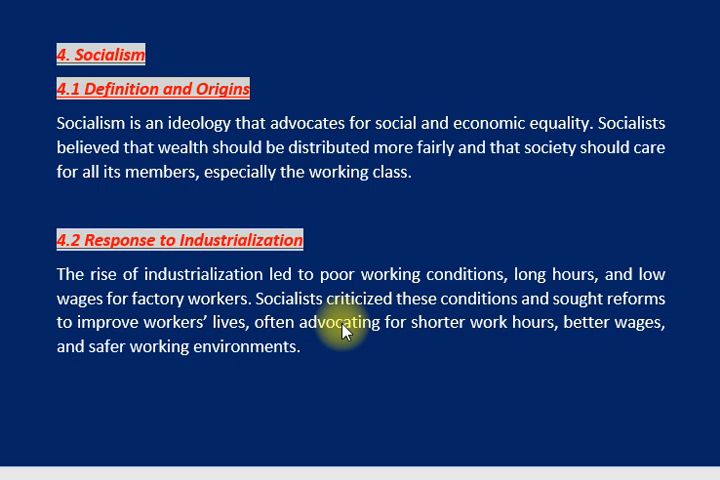 4. Socialism
4.1 Definition and Origins
Socialism is an ideology that advocates for social and economic equality. Socialists
believed that wealth should be distributed more fairly and that society should care
for all its members, especially the working class.
4.2 Response to Industrialization
The rise of industrialization led to poor working conditions, long hours, and low
wages for factory workers. Socialists criticized these conditions and sought reforms
to improve workers’ lives, often advocating for shorter work hours, better wages,
and safer working environments.